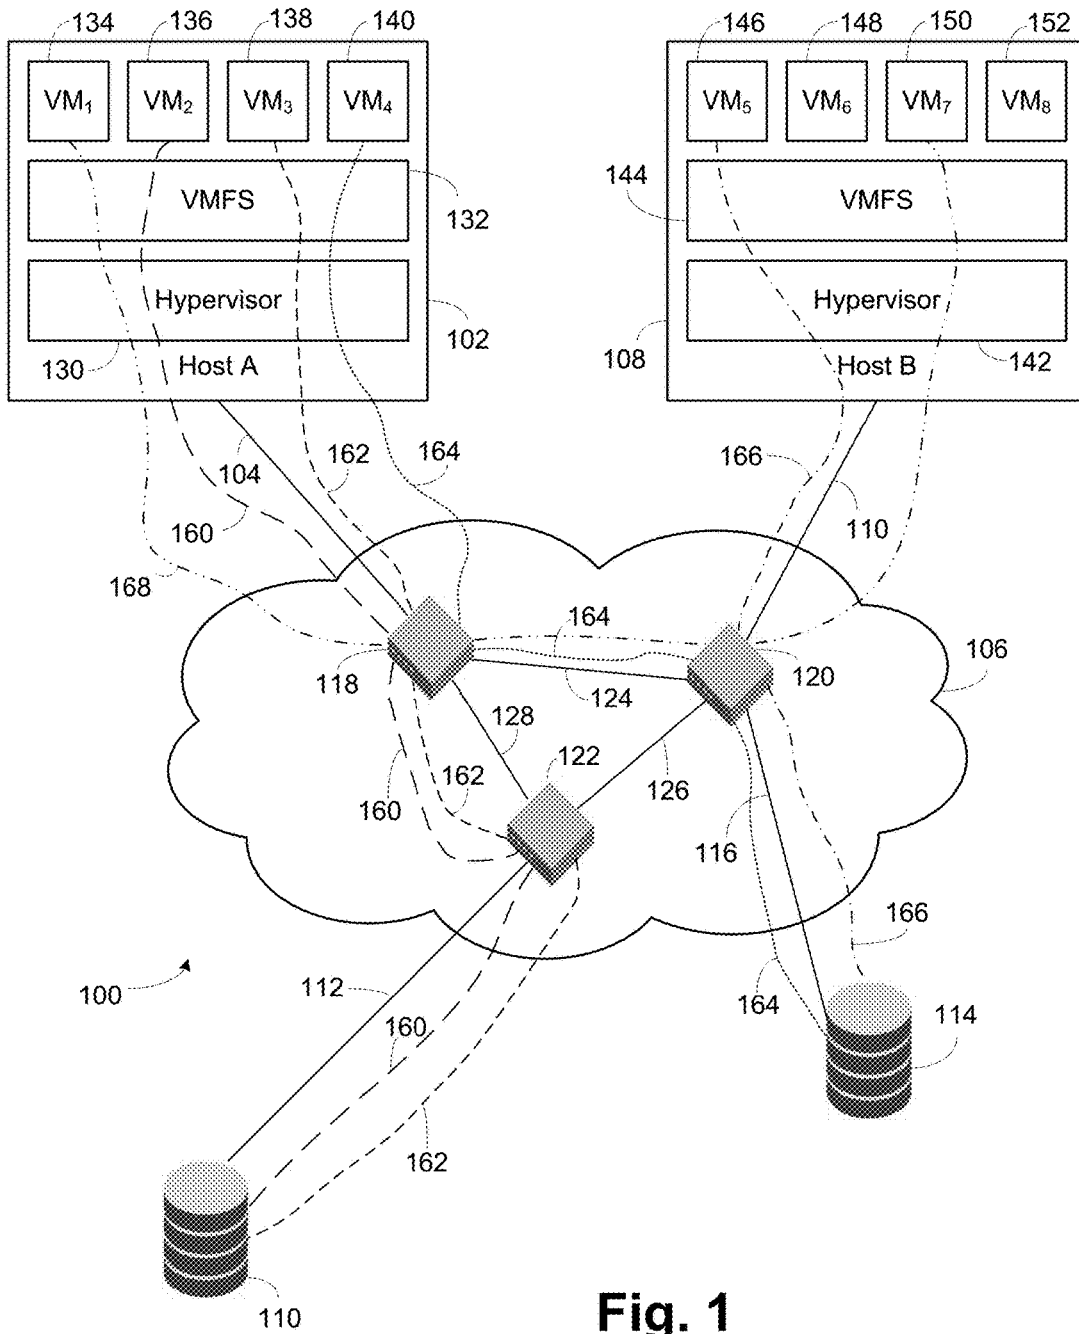 134 136 138 140 146 148 150 152
VM1 VM2 VM3 VM4 VM5 VM6 VM7 VM8
VMFS 132 144 VMFS
Hypervisor 102 108 Hypervisor
130 Host A Host B 142
104 162 164 166 110
160
168
164 106
118 124 120
128
122
160 162 126
116
166
100 112 164
160 114
162
110
Fig. 1